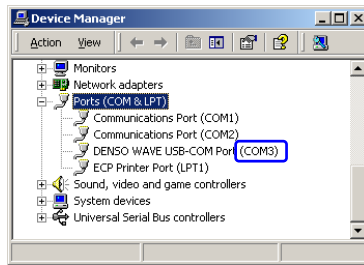 Device Manager
Action View
Monitors
Network adapters
Ports (COM & LPT)
Communications Port (COM1)
Communications Port (COM2)
DENSO WAVE USB-COM Port (COM3)
ECP Printer Port (LPT1)
Sound, video and game controllers
System devices
Universal Serial Bus controllers